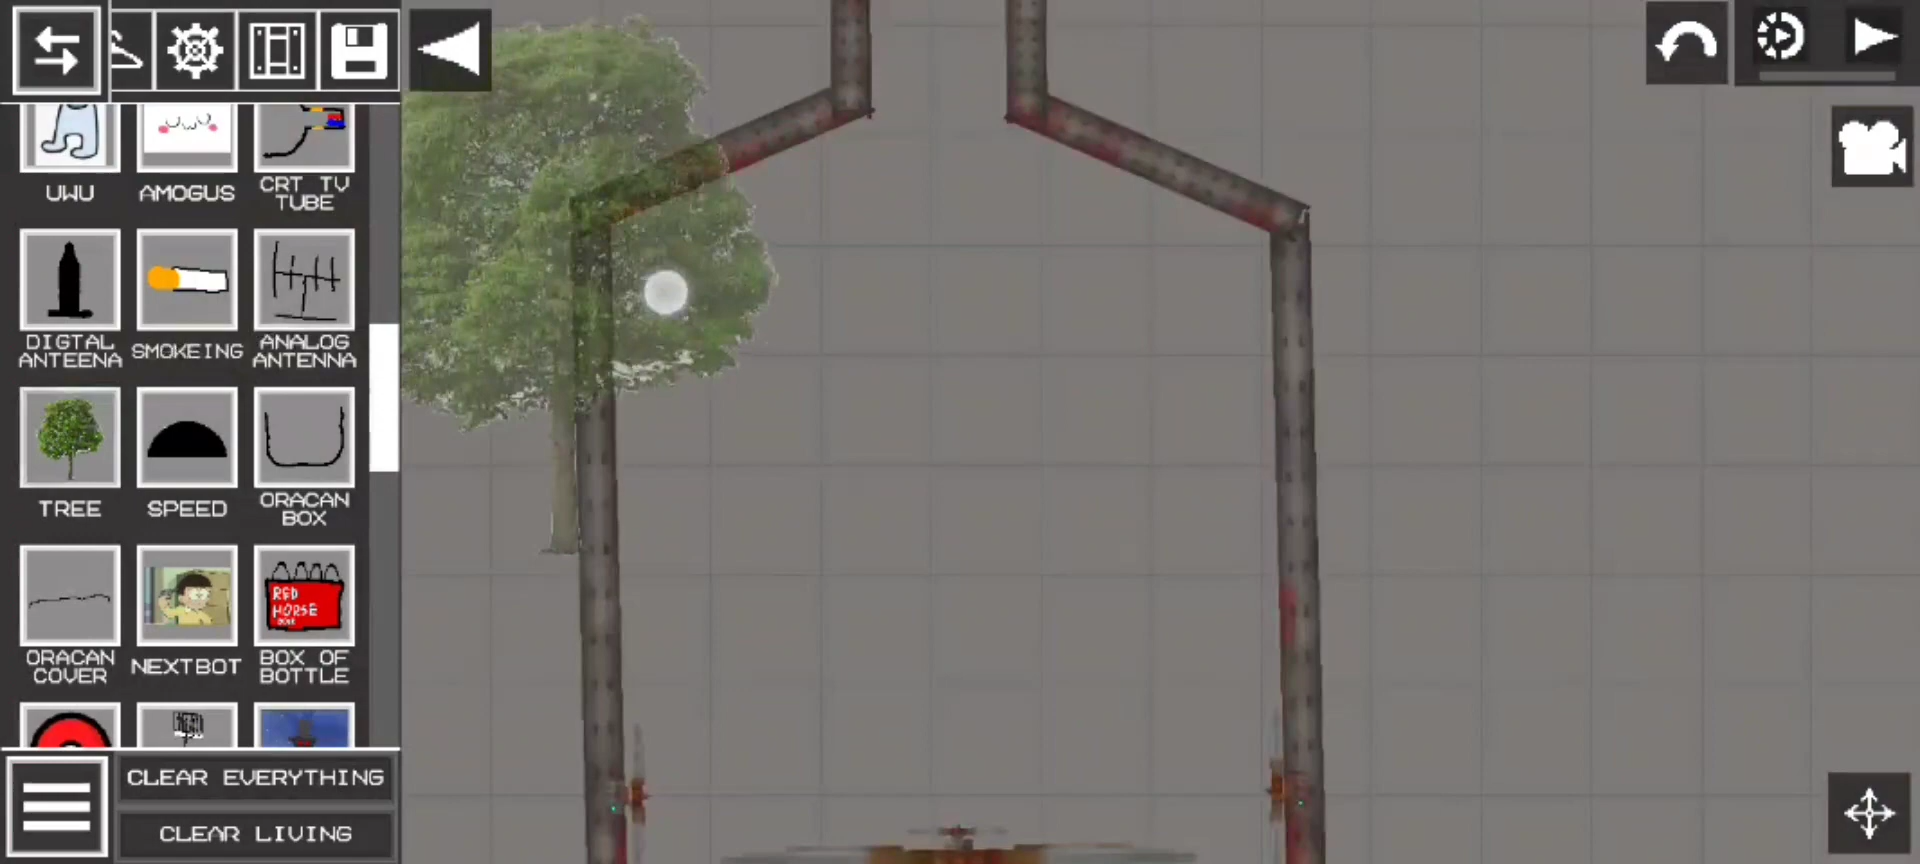 UWU
AMOGUS
CRT TV
TUBE
DIGTAL
ANTEENA
SMOKEING
ANALOG
ANTENNA
TREE
SPEED
ORACAN
BOX
RED
HORSE
ORACAN
COVER
NEXTBOT
BOX OF
BOTTLE
CLEAR EVERYTHING
CLEAR LIVING